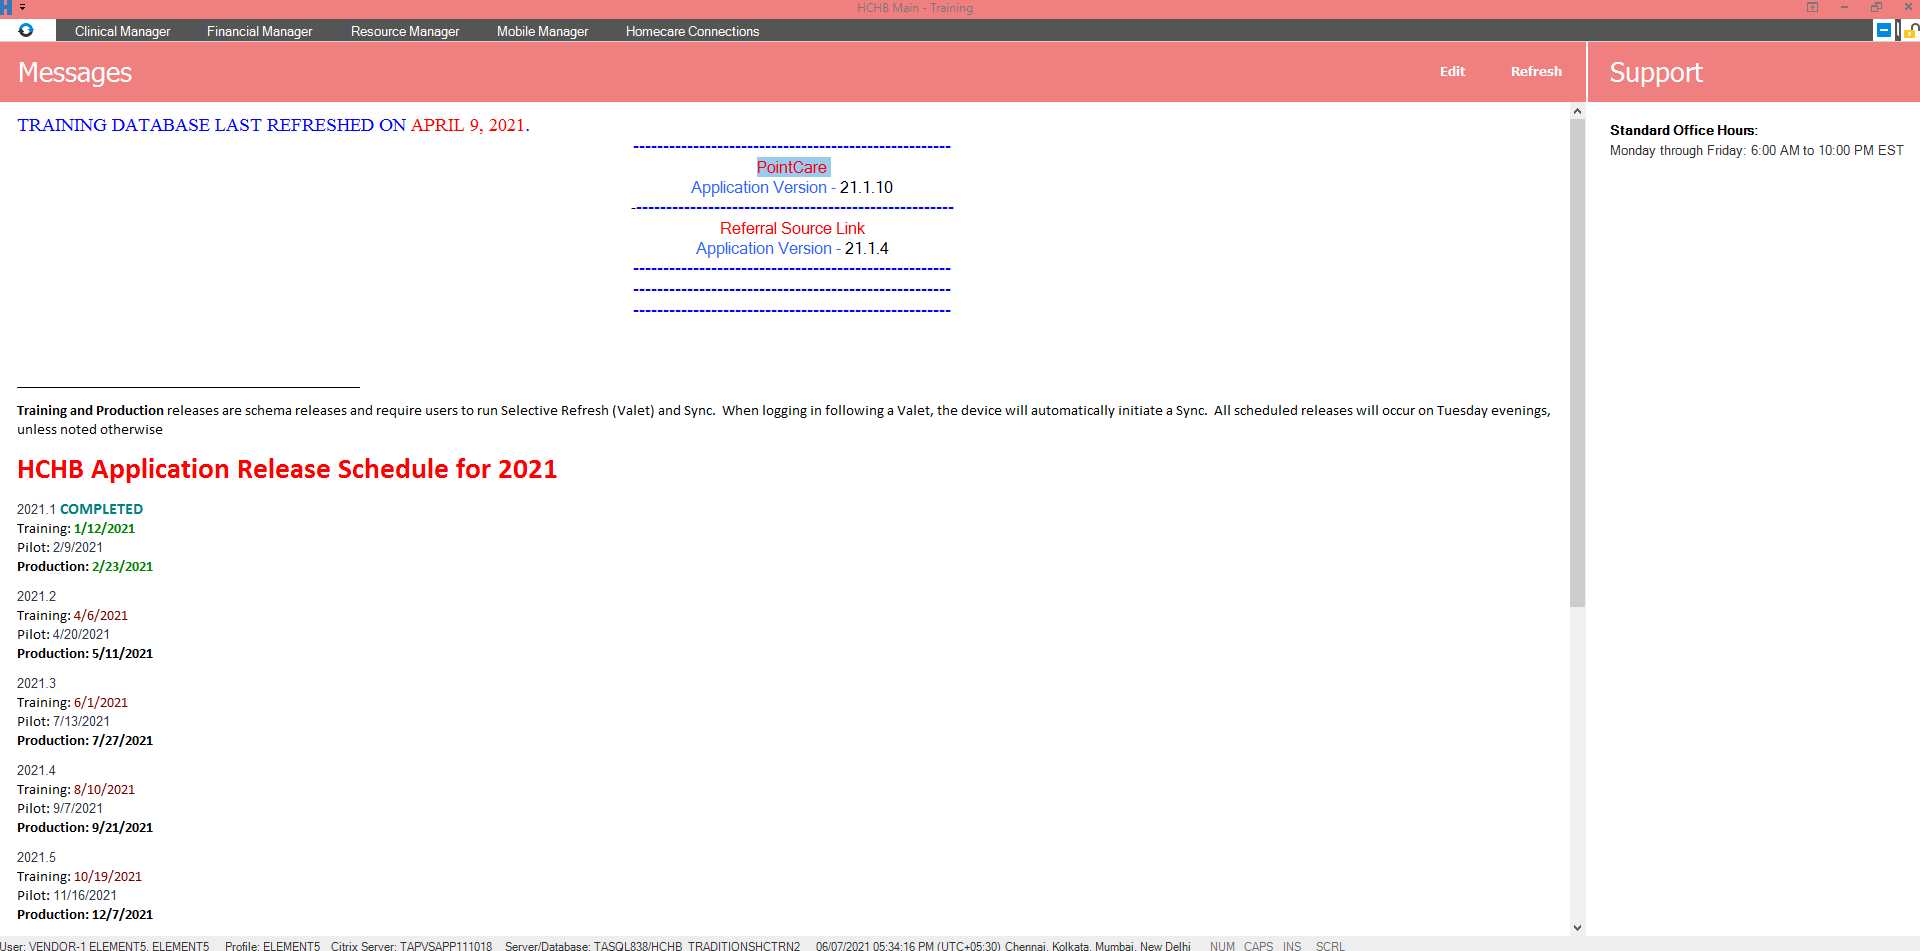 HCHB Main - Training
Clinical Manager Financial Manager Resource Manager Mobile Manager Homecare Connections
Messages Edit Refresh Support
TRAINING DATABASE LAST REFRESHED ON APRIL 9, 2021.
-----------------------------------------------------
PointCare
Application Version - 21.1.10
-----------------------------------------------------
Referral Source Link
Application Version - 21.1.4
-----------------------------------------------------
-----------------------------------------------------
-----------------------------------------------------
Standard Office Hours:
Monday through Friday: 6:00 AM to 10:00 PM EST
Training and Production releases are schema releases and require users to run Selective Refresh (Valet) and Sync.  When logging in following a Valet, the device will automatically initiate a Sync.  All scheduled releases will occur on Tuesday evenings,
unless noted otherwise
HCHB Application Release Schedule for 2021
2021.1 COMPLETED
Training: 1/12/2021
Pilot: 2/9/2021
Production: 2/23/2021
2021.2
Training: 4/6/2021
Pilot: 4/20/2021
Production: 5/11/2021
2021.3
Training: 6/1/2021
Pilot: 7/13/2021
Production: 7/27/2021
2021.4
Training: 8/10/2021
Pilot: 9/7/2021
Production: 9/21/2021
2021.5
Training: 10/19/2021
Pilot: 11/16/2021
Production: 12/7/2021
User: VENDOR-1 ELEMENT5, ELEMENT5 Profile: ELEMENT5 Citrix Server: TAPVSAPP111018 Server/Database: TASQL838/HCHB_TRADITIONSHCTRN2 06/07/2021 05:34:16 PM (UTC+05:30) Chennai, Kolkata, Mumbai, New Delhi NUM CAPS INS SCRL